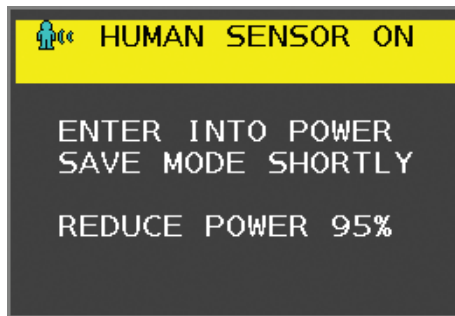 HUMAN SENSOR ON
ENTER INTO POWER
SAVE MODE SHORTLY
REDUCE POWER 95%